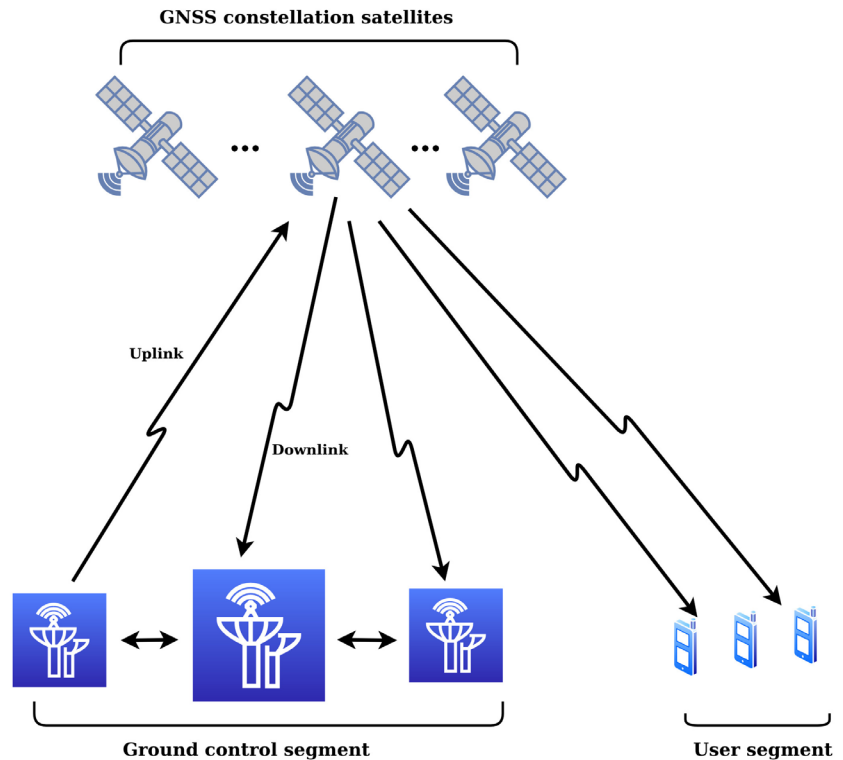 GNSS constellation satellites
...
...
Uplink
Downlink
Ground control segment
User segment